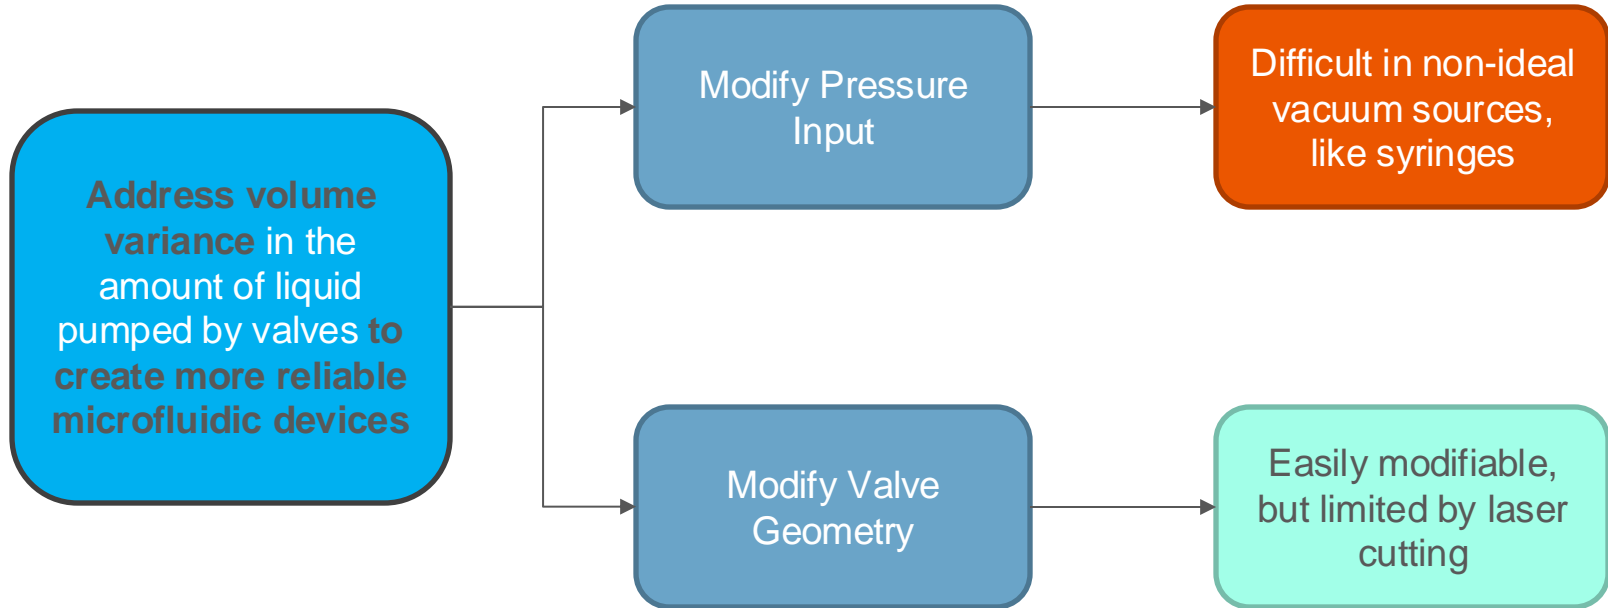 Address volume
variance in the
amount of liquid
pumped by valves to
create more reliable
microfluidic devices
Modify Pressure
Input
Difficult in non-ideal
vacuum sources,
like syringes
Modify Valve
Geometry
Easily modifiable,
but limited by laser
cutting